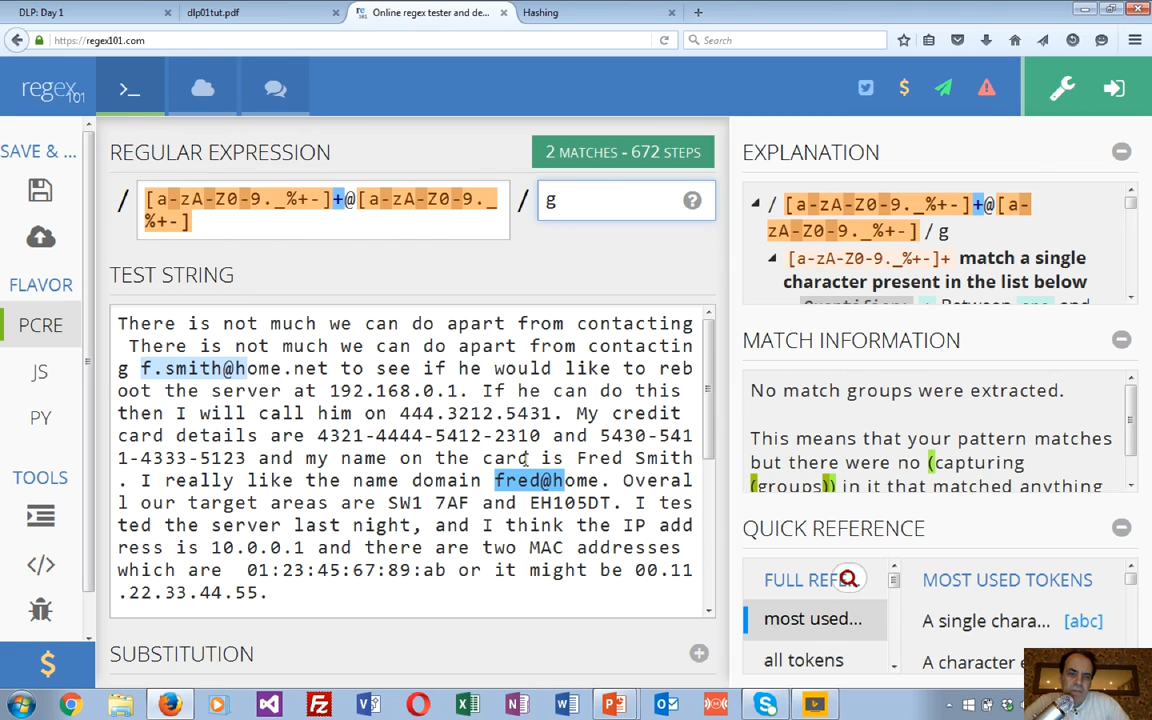 DLP: Day 1
dlp01tut.pdf
re 101
Online regex tester and de...
Hashing
https://regex101.com
Search
regex101
>_
SAVE & ...
FLAVOR
PCRE
JS
PY
TOOLS
</>
$
REGULAR EXPRESSION
2 MATCHES - 672 STEPS
/ [a-zA-Z0-9._%+-]+@[a-zA-Z0-9._
%+-]
/ g
TEST STRING
There is not much we can do apart from contacting
There is not much we can do apart from contactin
g f.smith@home.net to see if he would like to reb
oot the server at 192.168.0.1. If he can do this
then I will call him on 444.3212.5431. My credit
card details are 4321-4444-5412-2310 and 5430-541
1-4333-5123 and my name on the card is Fred Smith
. I really like the name domain fred@home. Overal
l our target areas are SW1 7AF and EH105DT. I tes
ted the server last night, and I think the IP add
ress is 10.0.0.1 and there are two MAC addresses
which are 01:23:45:67:89:ab or it might be 00.11
.22.33.44.55.
SUBSTITUTION
EXPLANATION
/ [a-zA-Z0-9._%+-]+@[a-
zA-Z0-9._%+-] / g
[a-zA-Z0-9._%+-]+ match a single
character present in the list below
MATCH INFORMATION
No match groups were extracted.
This means that your pattern matches
but there were no (capturing
(groups)) in it that matched anything
QUICK REFERENCE
FULL REFE
most used...
all tokens
MOST USED TOKENS
A single chara... [abc]
A character e